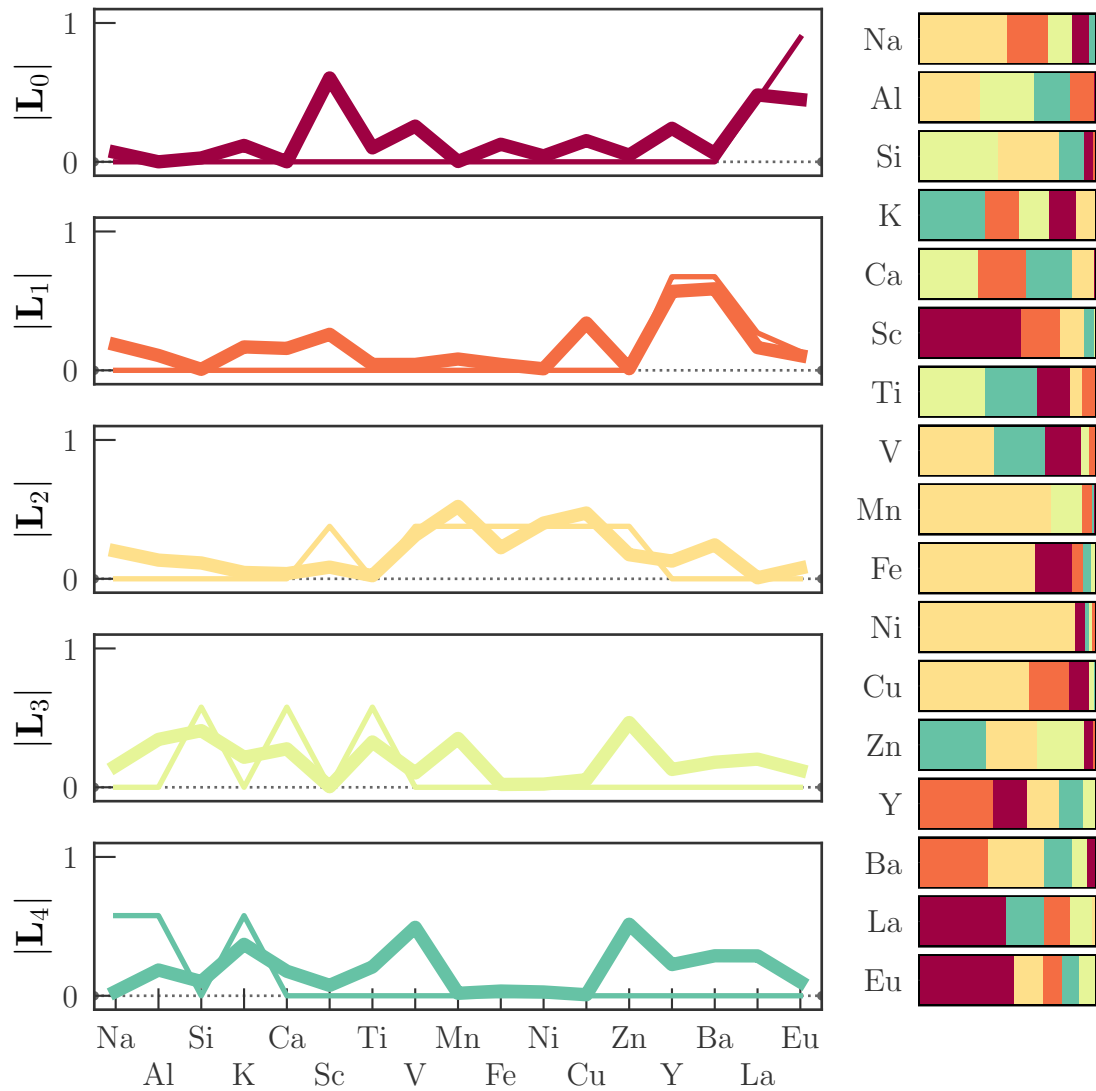 1
0
|L0|
1
0
|L1|
1
0
|L2|
1
0
|L3|
1
0
|L4|
Na Si Ca Ti Mn Ni Zn Ba Eu
Al K Sc V Fe Cu Y La
Na
Al
Si
K
Ca
Sc
Ti
V
Mn
Fe
Ni
Cu
Zn
Y
Ba
La
Eu